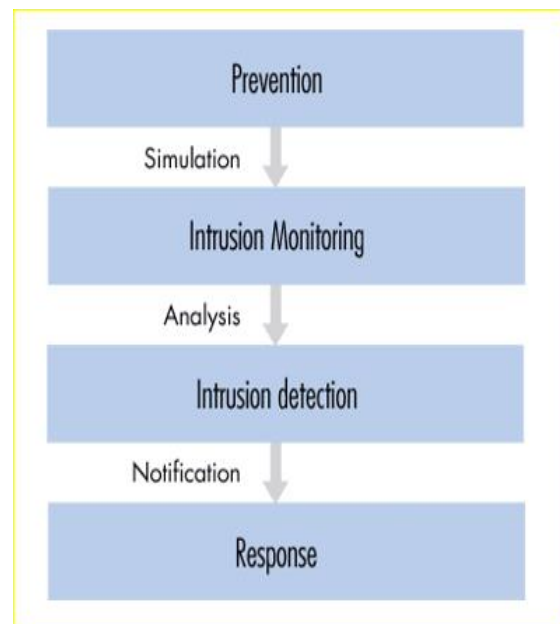 Prevention
Simulation
Intrusion Monitoring
Analysis
Intrusion detection
Notification
Response